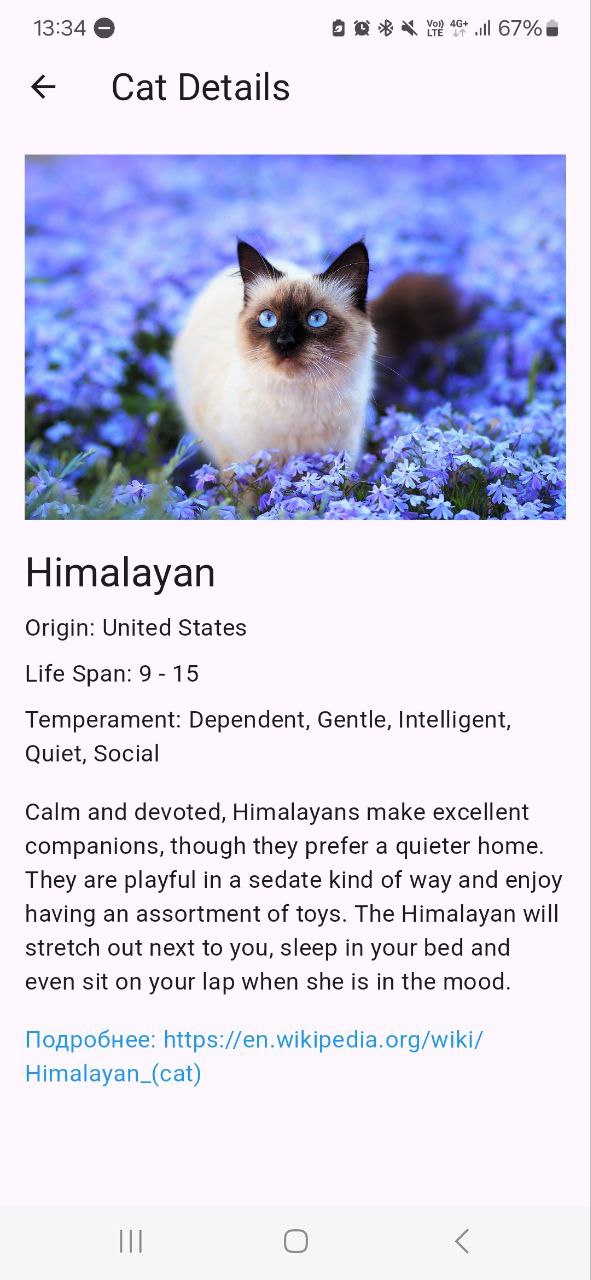 13:34
Vo)) 4G+ 67%
LTE
Cat Details
Himalayan
Origin: United States
Life Span: 9 - 15
Temperament: Dependent, Gentle, Intelligent,
Quiet, Social
Calm and devoted, Himalayans make excellent
companions, though they prefer a quieter home.
They are playful in a sedate kind of way and enjoy
having an assortment of toys. The Himalayan will
stretch out next to you, sleep in your bed and
even sit on your lap when she is in the mood.
Подробнее: https://en.wikipedia.org/wiki/
Himalayan_(cat)